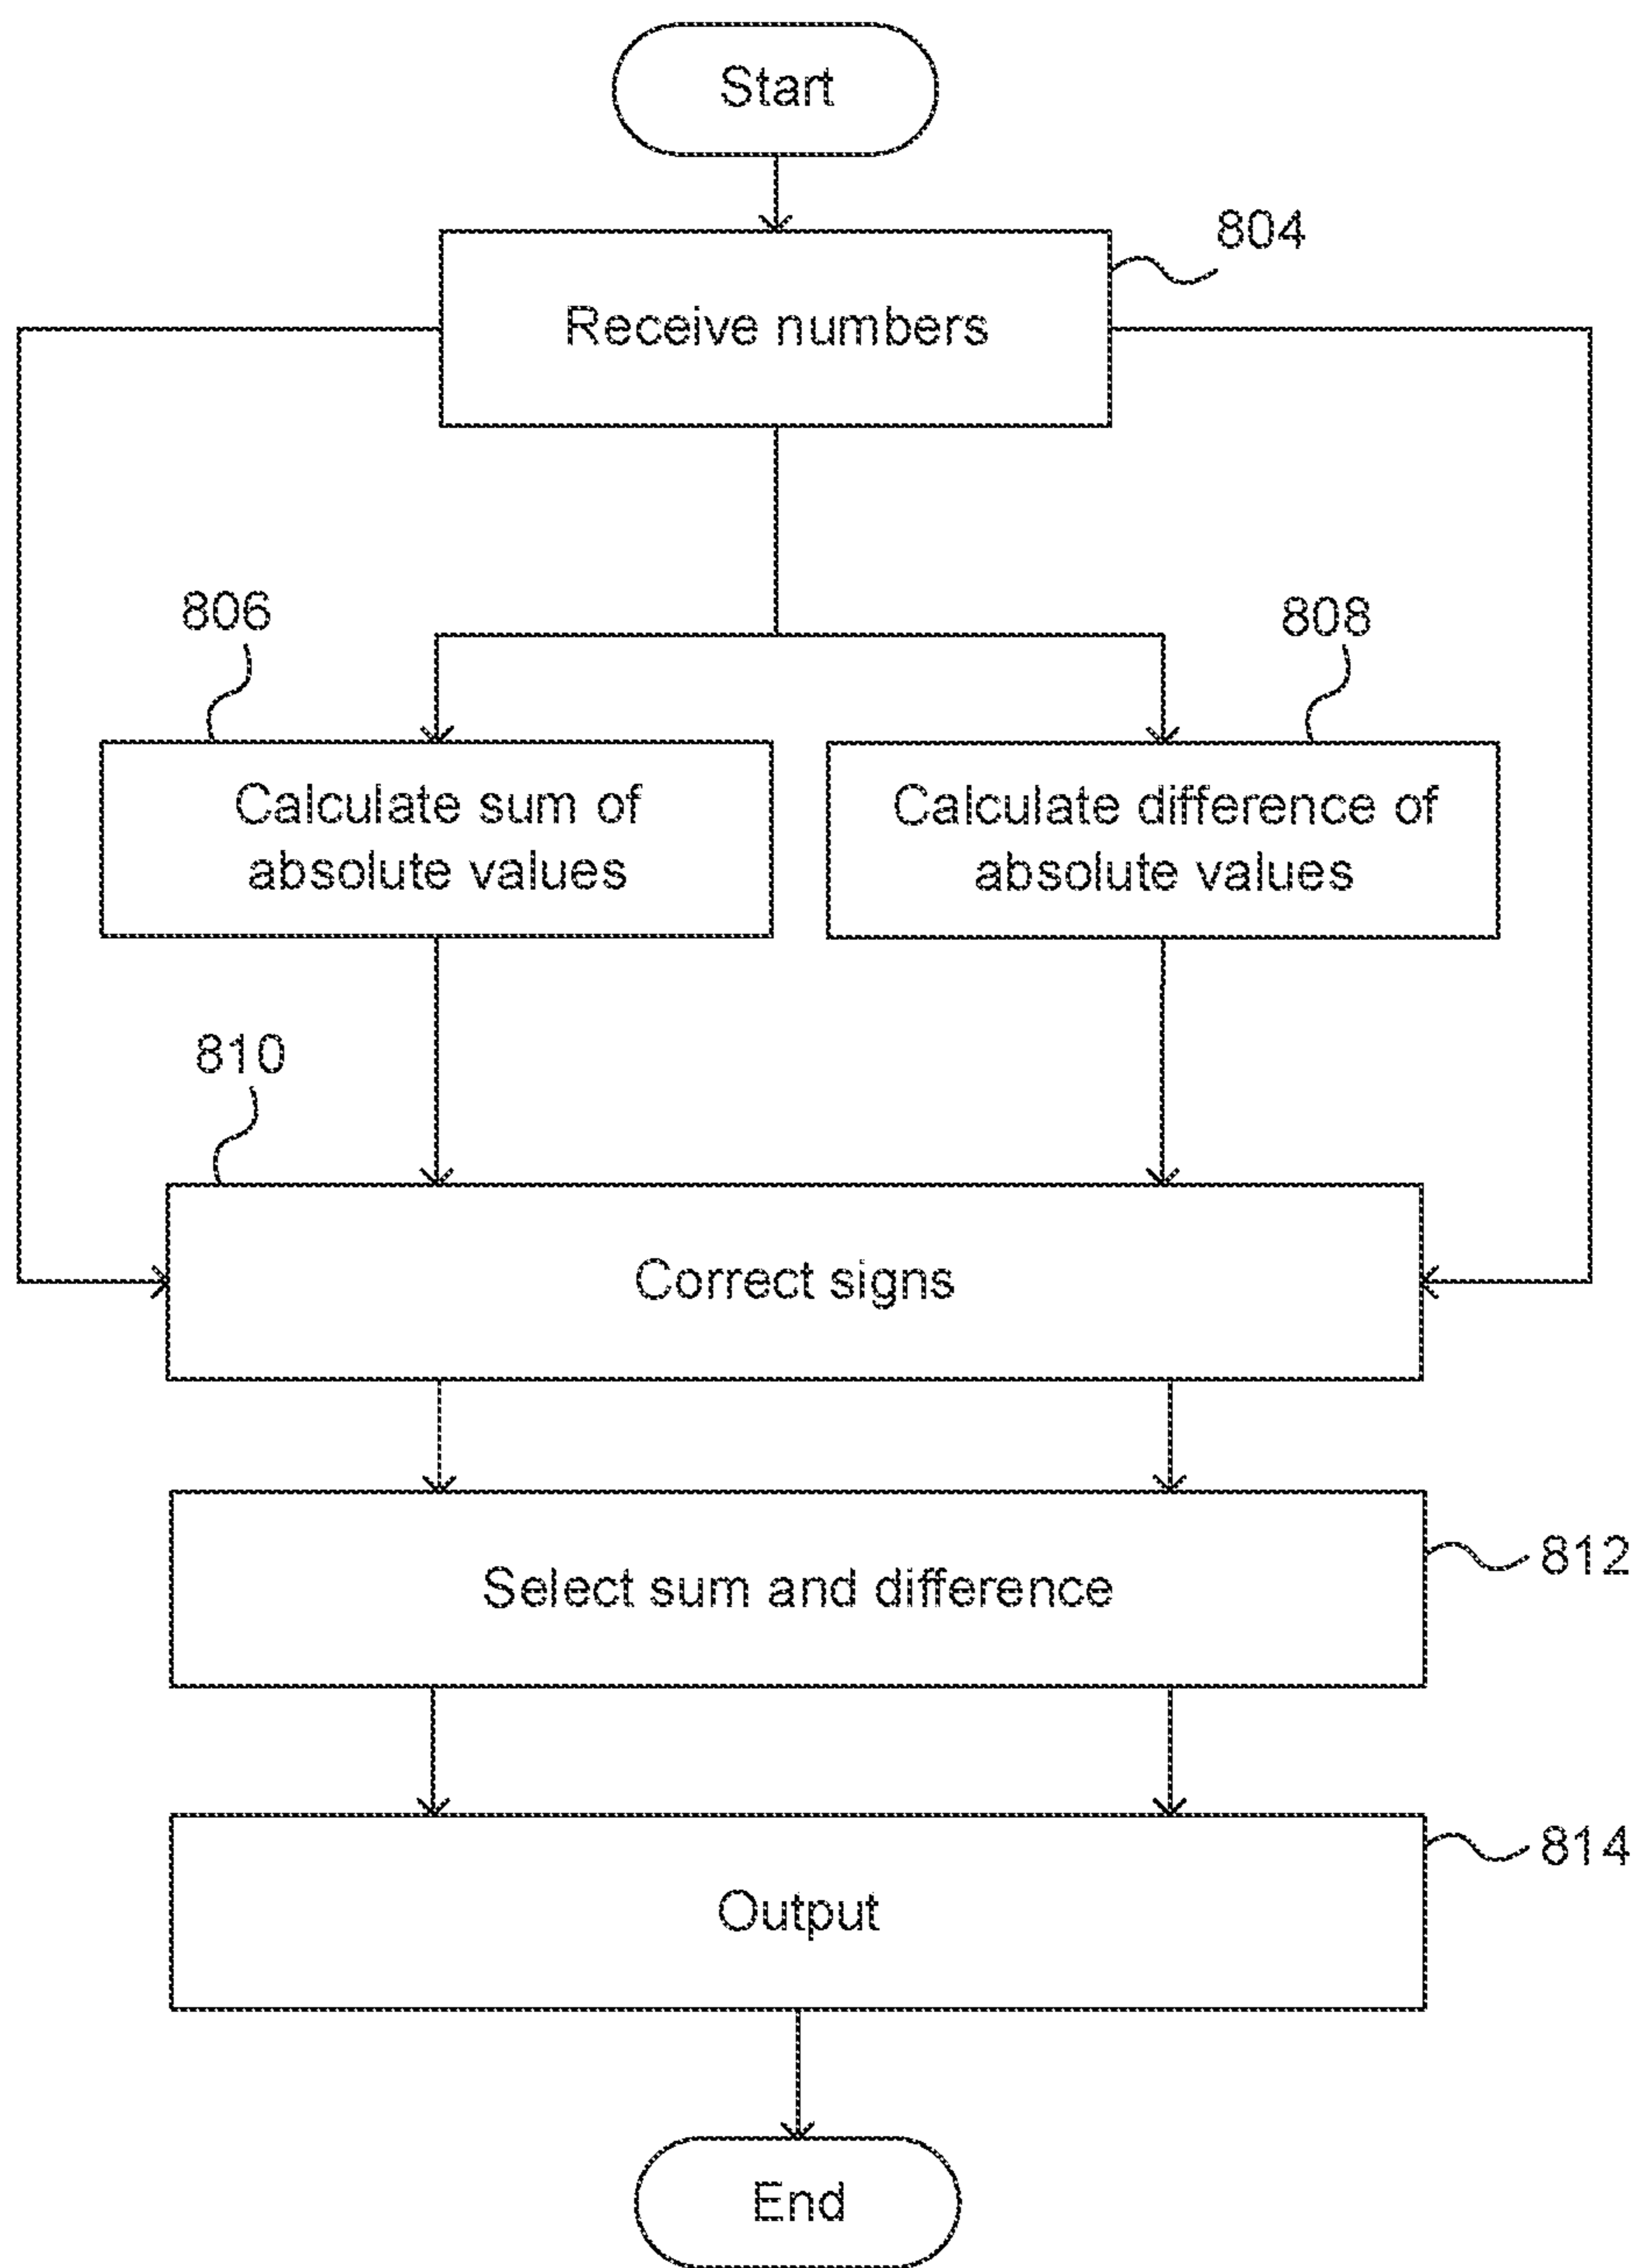 Start
804
Receive numbers
806
808
Calculate sum of
absolute values
Calculate difference of
absolute values
810
Correct signs
812
Select sum and difference
814
Output
End